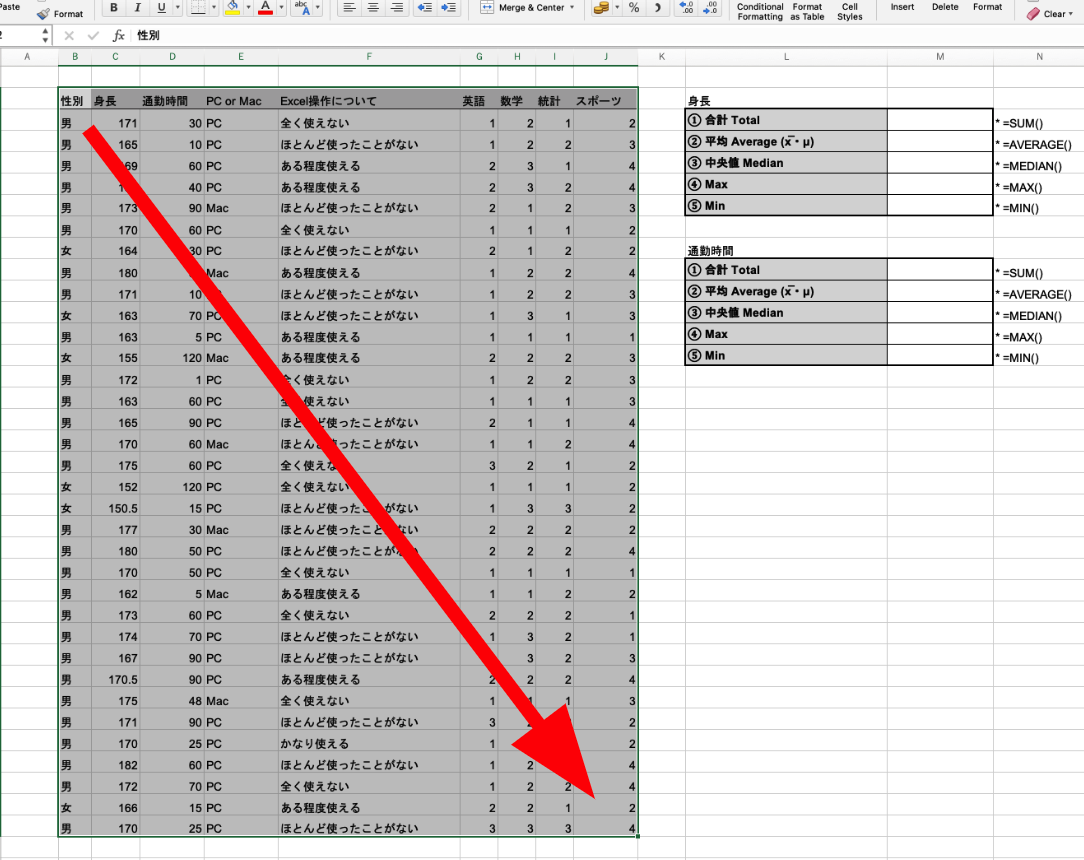 Paste Format B I U A abc A Merge & Center % Conditional Formatting Format as Table Cell Styles Insert Delete Format Clear
fx 性別
A B C D E F G H I J K L M N
性別 身長 通勤時間 PC or Mac Excel操作について 英語 数学 統計 スポーツ
男 171 30 PC 全く使えない 1 2 1 2
男 165 10 PC ほとんど使ったことがない 1 2 2 3
男 60 PC ある程度使える 2 3 1 4
男 40 PC ある程度使える 2 3 2 4
男 173 90 Mac ほとんど使ったことがない 2 1 2 3
男 170 60 PC 全く使えない 1 1 1 2
女 164 30 PC ほとんど使ったことがない 2 1 2 2
男 180 Mac ある程度使える 1 2 2 4
男 171 10 ほとんど使ったことがない 1 2 2 3
女 163 70 PC ほとんど使ったことがない 1 3 1 3
男 163 5 PC ある程度使える 1 1 1 1
女 155 120 Mac ある程度使える 2 2 2 3
男 172 1 PC 全く使えない 1 2 2 3
男 163 60 PC 全く使えない 1 1 1 3
男 165 90 PC ほとんど使ったことがない 2 1 1 4
男 170 60 Mac ほとんど使ったことがない 1 1 2 4
男 175 60 PC 全く使えない 3 2 1 2
女 152 120 PC 全く使えない 1 1 1 2
女 150.5 15 PC ほとんど使ったことがない 1 3 3 2
男 177 30 Mac ほとんど使ったことがない 2 2 2 2
男 180 50 PC ほとんど使ったことがない 2 2 2 4
男 170 50 PC 全く使えない 1 1 1 1
男 162 5 Mac ある程度使える 1 1 2 2
男 173 60 PC 全く使えない 2 2 2 1
男 174 70 PC ほとんど使ったことがない 1 3 2 1
男 167 90 PC ほとんど使ったことがない 3 2 3
男 170.5 90 PC ある程度使える 2 2 2 4
男 175 48 Mac 全く使えない 1 1 1 3
男 171 90 PC ほとんど使ったことがない 3 2
男 170 25 PC かなり使える 1 2
男 182 60 PC ほとんど使ったことがない 1 2 4
男 172 70 PC 全く使えない 1 2 2 4
女 166 15 PC ある程度使える 2 2 1 2
男 170 25 PC ほとんど使ったことがない 3 3 3 4
身長
① 合計 Total * =SUM()
② 平均 Average (x̄・μ) * =AVERAGE()
③ 中央値 Median * =MEDIAN()
④ Max * =MAX()
⑤ Min * =MIN()
通勤時間
① 合計 Total * =SUM()
② 平均 Average (x̄・μ) * =AVERAGE()
③ 中央値 Median * =MEDIAN()
④ Max * =MAX()
⑤ Min * =MIN()